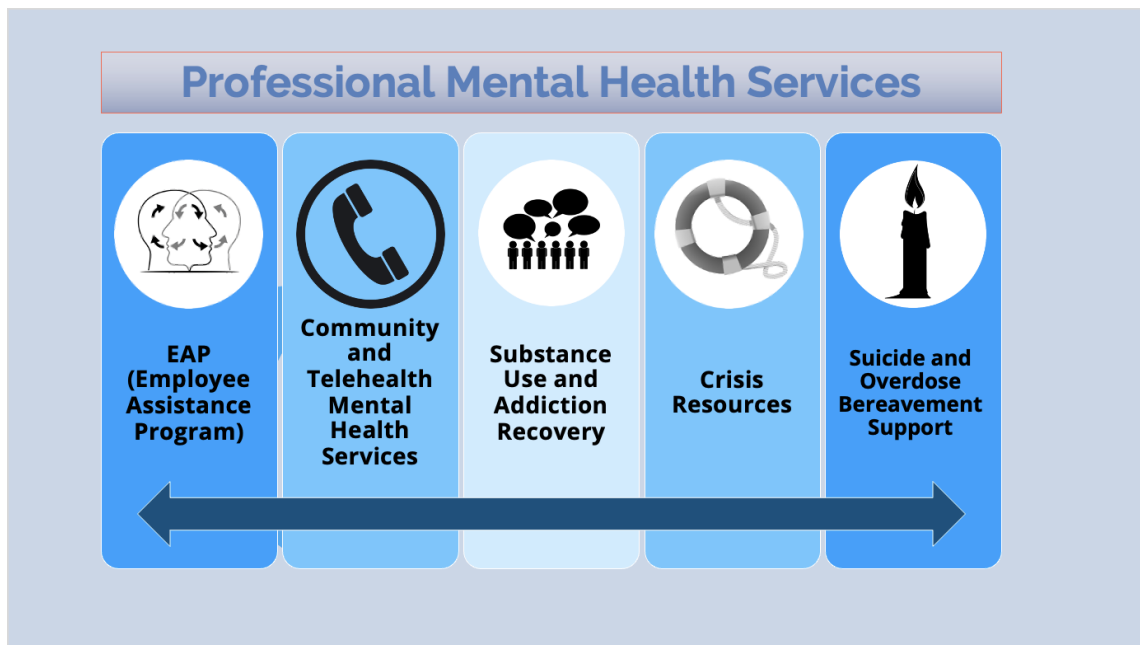 Professional Mental Health Services
EAP
(Employee
Assistance
Program)
Community
and
Telehealth
Mental
Health
Services
Substance
Use and
Addiction
Recovery
Crisis
Resources
Suicide and
Overdose
Bereavement
Support